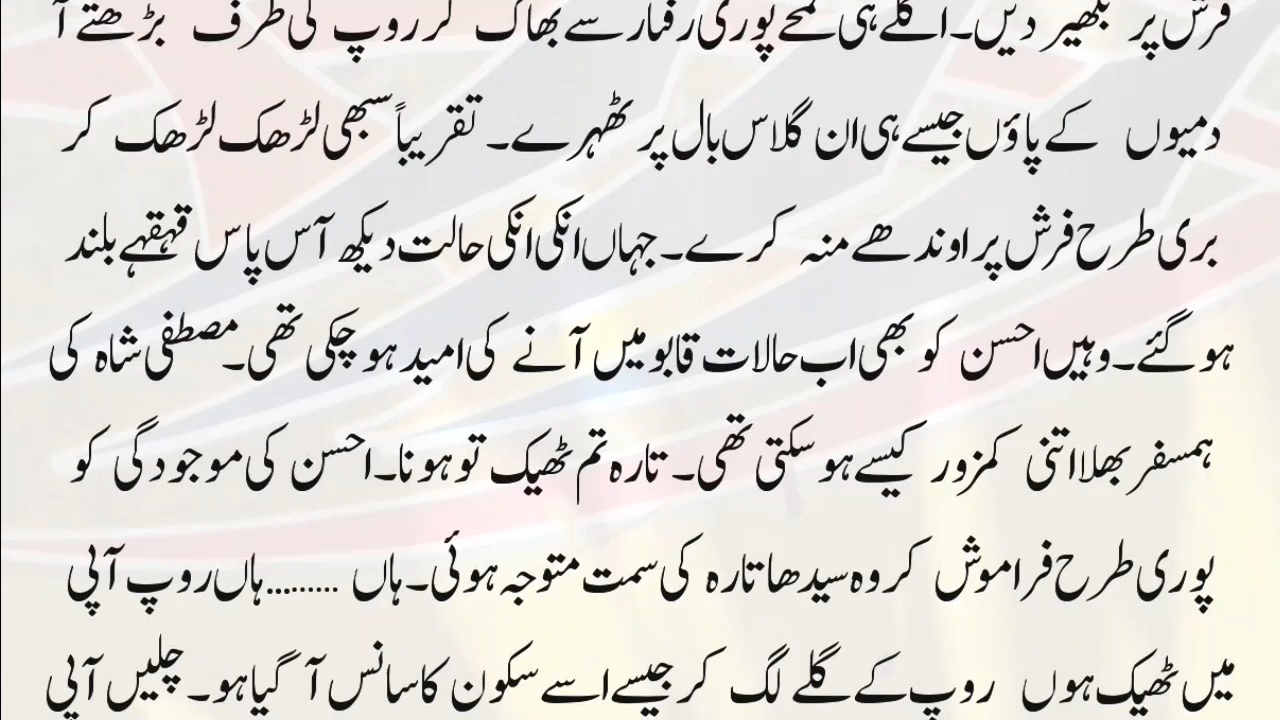 فرش پر بکھیر دیں۔اگلے ہی لمحے پوری رفتار سے بھاگ کر روپ کی طرف بڑھتے آ
دمیوں کے پاؤں جیسے ہی ان گلاس بال پر ٹھہرے۔ تقریباً سبھی لڑھک لڑھک کر
بری طرح فرش پر اوندھے منہ کرے۔جہاں انکی انکی حالت دیکھ آس پاس قہقہے بلند
ہو گئے۔وہیں احسن کو بھی اب حالات قابو میں آنے کی امید ہو چکی تھی۔مصطفی شاہ کی
ہمسفر بھلا اتنی کمزور کیسے ہو سکتی تھی۔ تارہ تم ٹھیک تو ہو نا۔احسن کی موجودگی کو
پوری طرح فراموش کر وہ سیدھا تارہ کی سمت متوجہ ہوئی۔ہاں .........ہاں روپ آپی
میں ٹھیک ہوں روپ کے گلے لگ کر جیسے اسے سکون کا سانس آ گیا ہو۔چلیں آپی